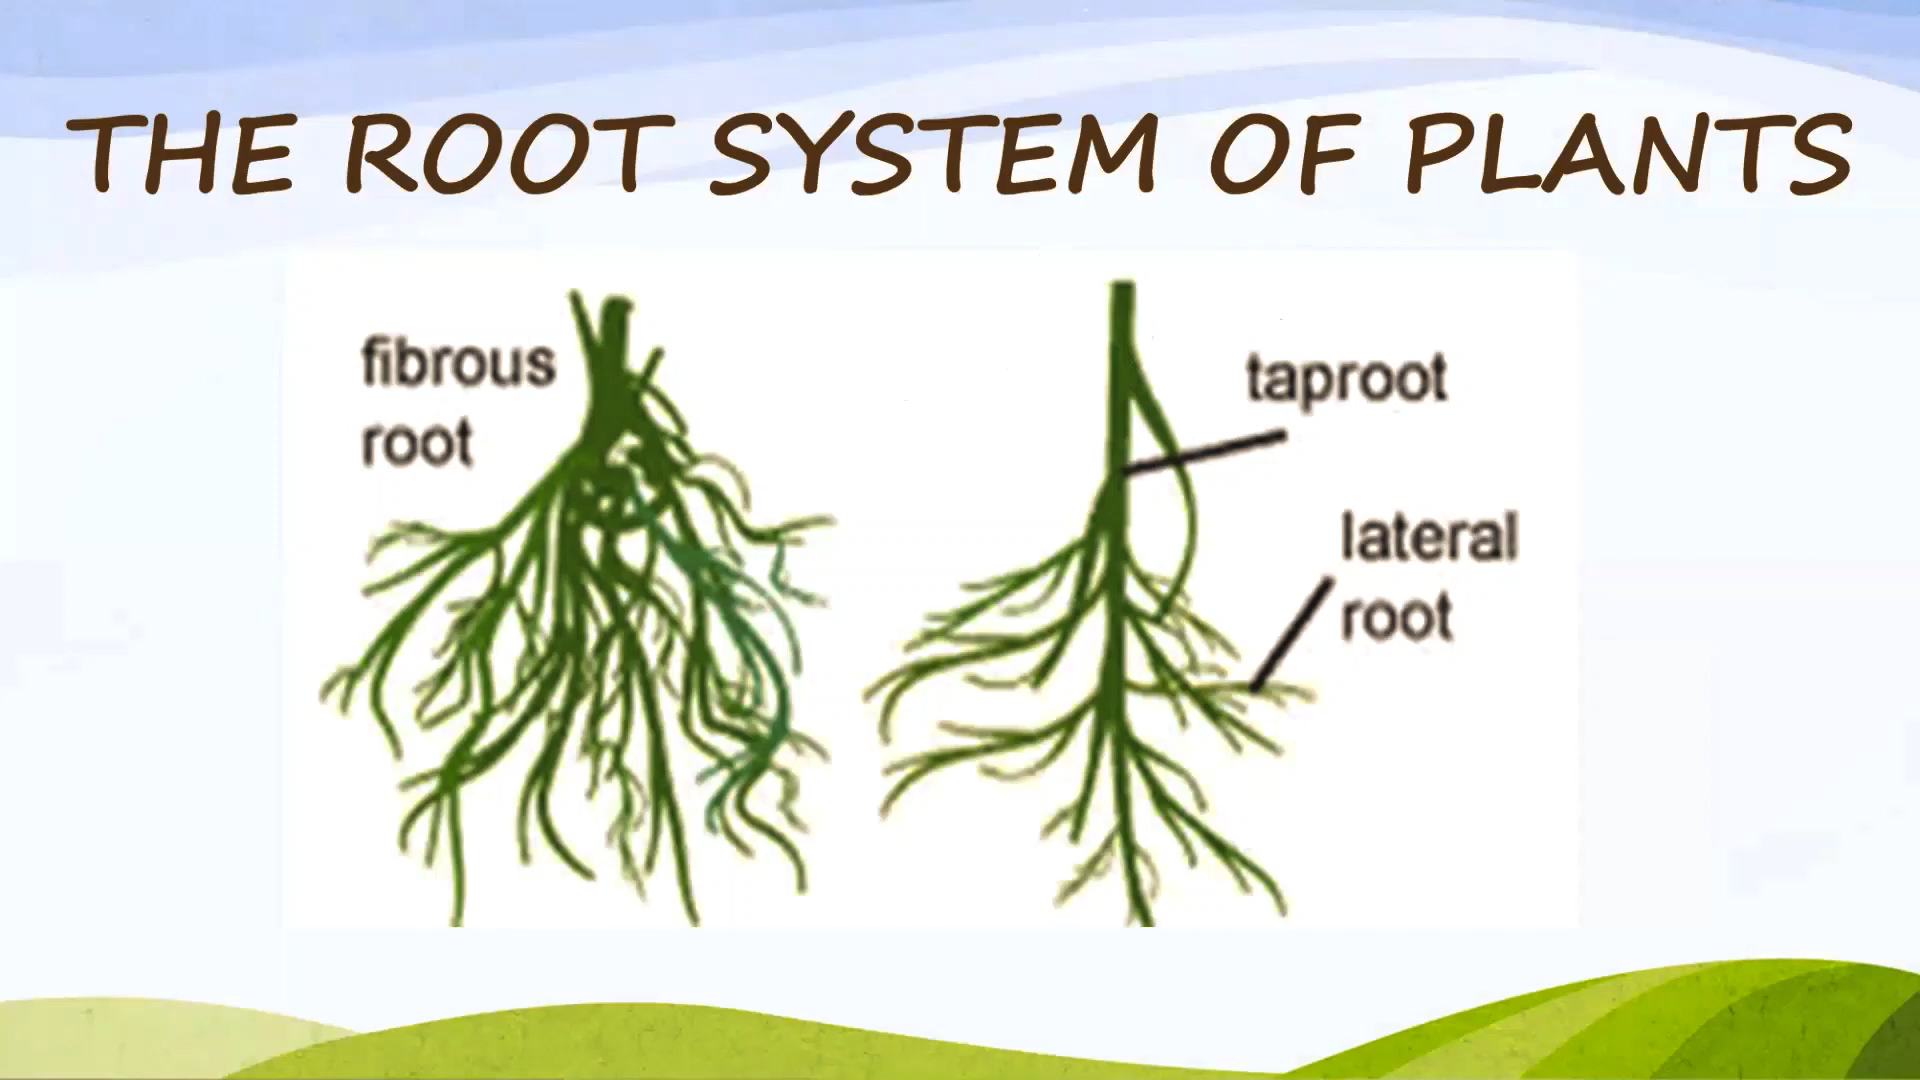 THE ROOT SYSTEM OF PLANTS
fibrous
root
taproot
lateral
root